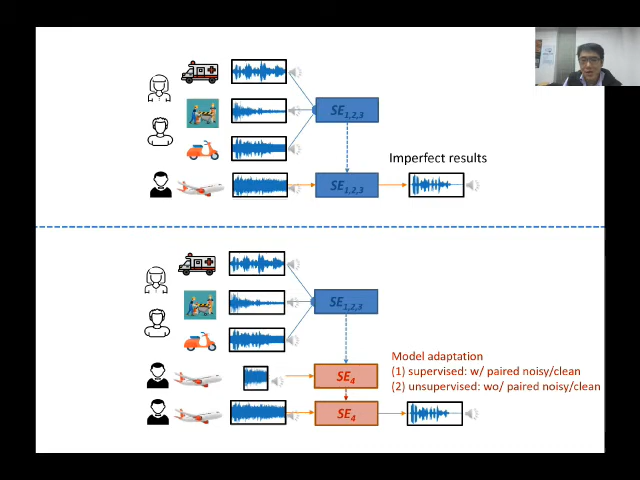 SE1,2,3
Imperfect results
SE1,2,3
SE1,2,3
Model adaptation
(1) supervised: w/ paired noisy/clean
SE4
(2) unsupervised: wo/ paired noisy/clean
SE4